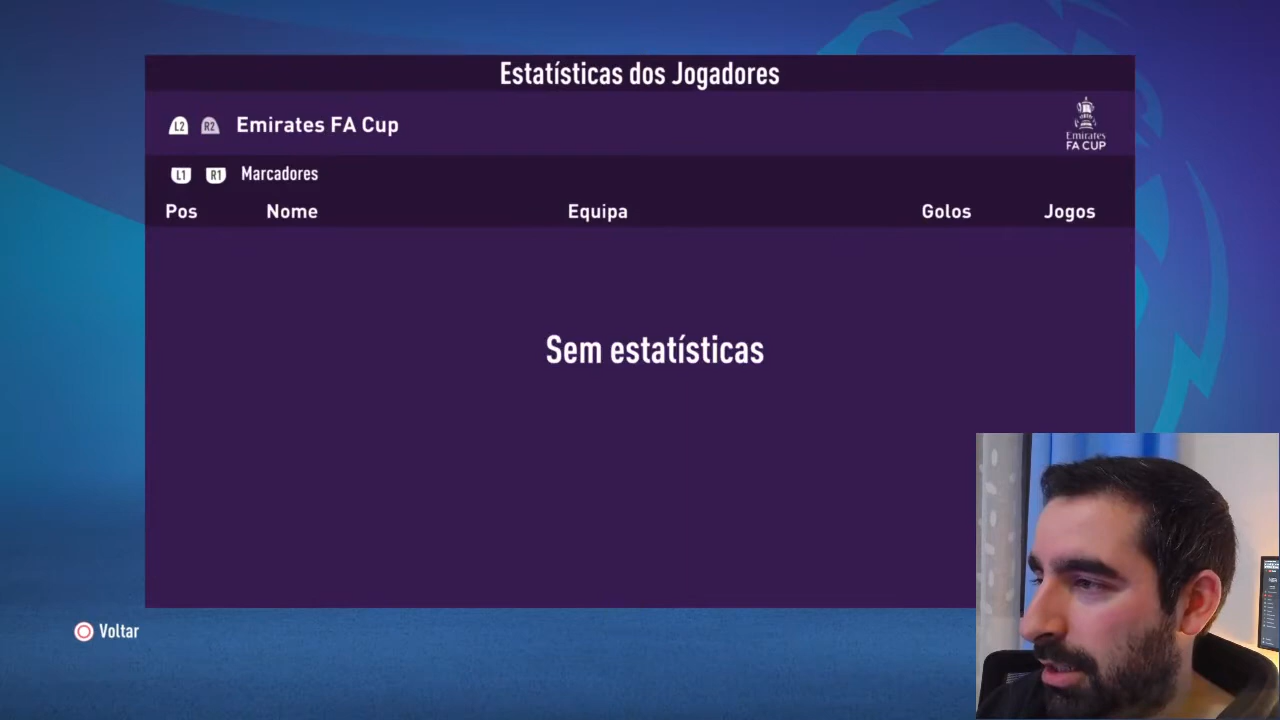 Estatísticas dos Jogadores
L2 R2 Emirates FA Cup
Emirates
FA CUP
L1 R1 Marcadores
Pos Nome Equipa Golos Jogos
Sem estatísticas
Voltar